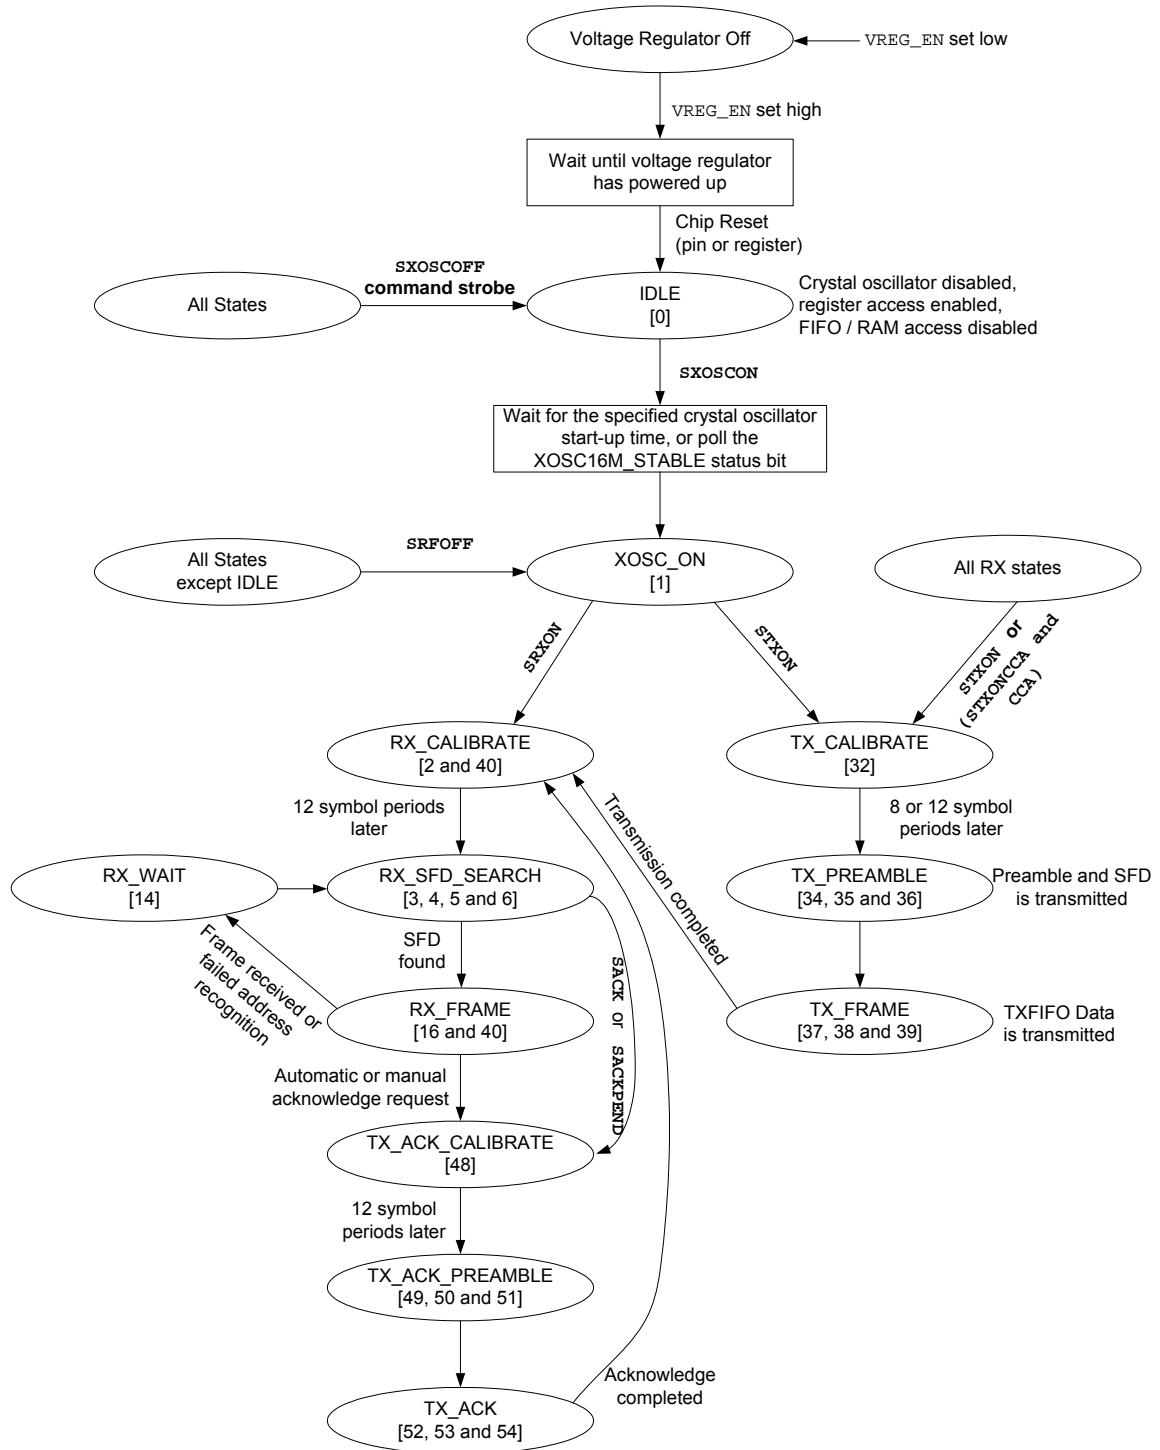 Voltage Regulator Off
VREG_EN set low
VREG_EN set high
Wait until voltage regulator
has powered up
Chip Reset
(pin or register)
SXOSCOFF
command strobe
All States
IDLE
[0]
Crystal oscillator disabled,
register access enabled,
FIFO / RAM access disabled
SXOSCON
Wait for the specified crystal oscillator
start-up time, or poll the
XOSC16M_STABLE status bit
All States
except IDLE
SRFOFF
XOSC_ON
[1]
All RX states
SRXON
STXON
STXON or
(STXONCCA and
CCA)
RX_CALIBRATE
[2 and 40]
TX_CALIBRATE
[32]
12 symbol periods
later
Transmission completed
8 or 12 symbol
periods later
RX_WAIT
[14]
RX_SFD_SEARCH
[3, 4, 5 and 6]
TX_PREAMBLE
[34, 35 and 36]
Preamble and SFD
is transmitted
Frame received or
failed address
recognition
SFD
found
SACK or SACKPEND
RX_FRAME
[16 and 40]
TX_FRAME
[37, 38 and 39]
TXFIFO Data
is transmitted
Automatic or manual
acknowledge request
TX_ACK_CALIBRATE
[48]
12 symbol
periods later
TX_ACK_PREAMBLE
[49, 50 and 51]
Acknowledge
completed
TX_ACK
[52, 53 and 54]